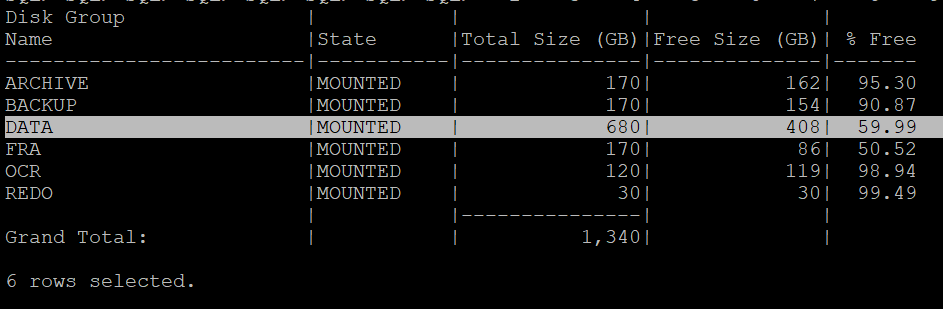 Disk Group | | | |
Name |State |Total Size (GB)|Free Size (GB)| % Free
-------------------------|-----------|---------------|--------------|-------
ARCHIVE |MOUNTED | 170| 162| 95.30
BACKUP |MOUNTED | 170| 154| 90.87
DATA |MOUNTED | 680| 408| 59.99
FRA |MOUNTED | 170| 86| 50.52
OCR |MOUNTED | 120| 119| 98.94
REDO |MOUNTED | 30| 30| 99.49
| |---------------| |
Grand Total: | | 1,340| |
6 rows selected.